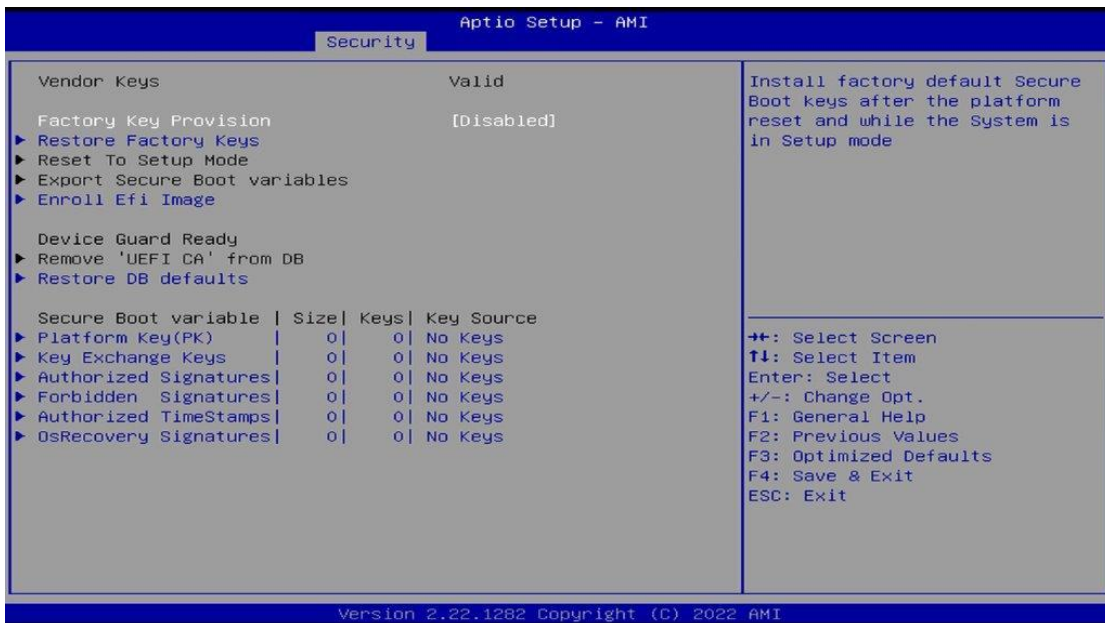 Aptio Setup – AMI
Security
Vendor Keys Valid
Factory Key Provision [Disabled]
▶ Restore Factory Keys
▶ Reset To Setup Mode
▶ Export Secure Boot variables
▶ Enroll Efi Image
Device Guard Ready
▶ Remove 'UEFI CA' from DB
▶ Restore DB defaults
Secure Boot variable | Size| Keys| Key Source
▶ Platform Key(PK) | 0| 0| No Keys
▶ Key Exchange Keys | 0| 0| No Keys
▶ Authorized Signatures| 0| 0| No Keys
▶ Forbidden Signatures| 0| 0| No Keys
▶ Authorized TimeStamps| 0| 0| No Keys
▶ OsRecovery Signatures| 0| 0| No Keys
Install factory default Secure
Boot keys after the platform
reset and while the System is
in Setup mode
→←: Select Screen
↑↓: Select Item
Enter: Select
+/-: Change Opt.
F1: General Help
F2: Previous Values
F3: Optimized Defaults
F4: Save & Exit
ESC: Exit
Version 2.22.1282 Copyright (C) 2022 AMI